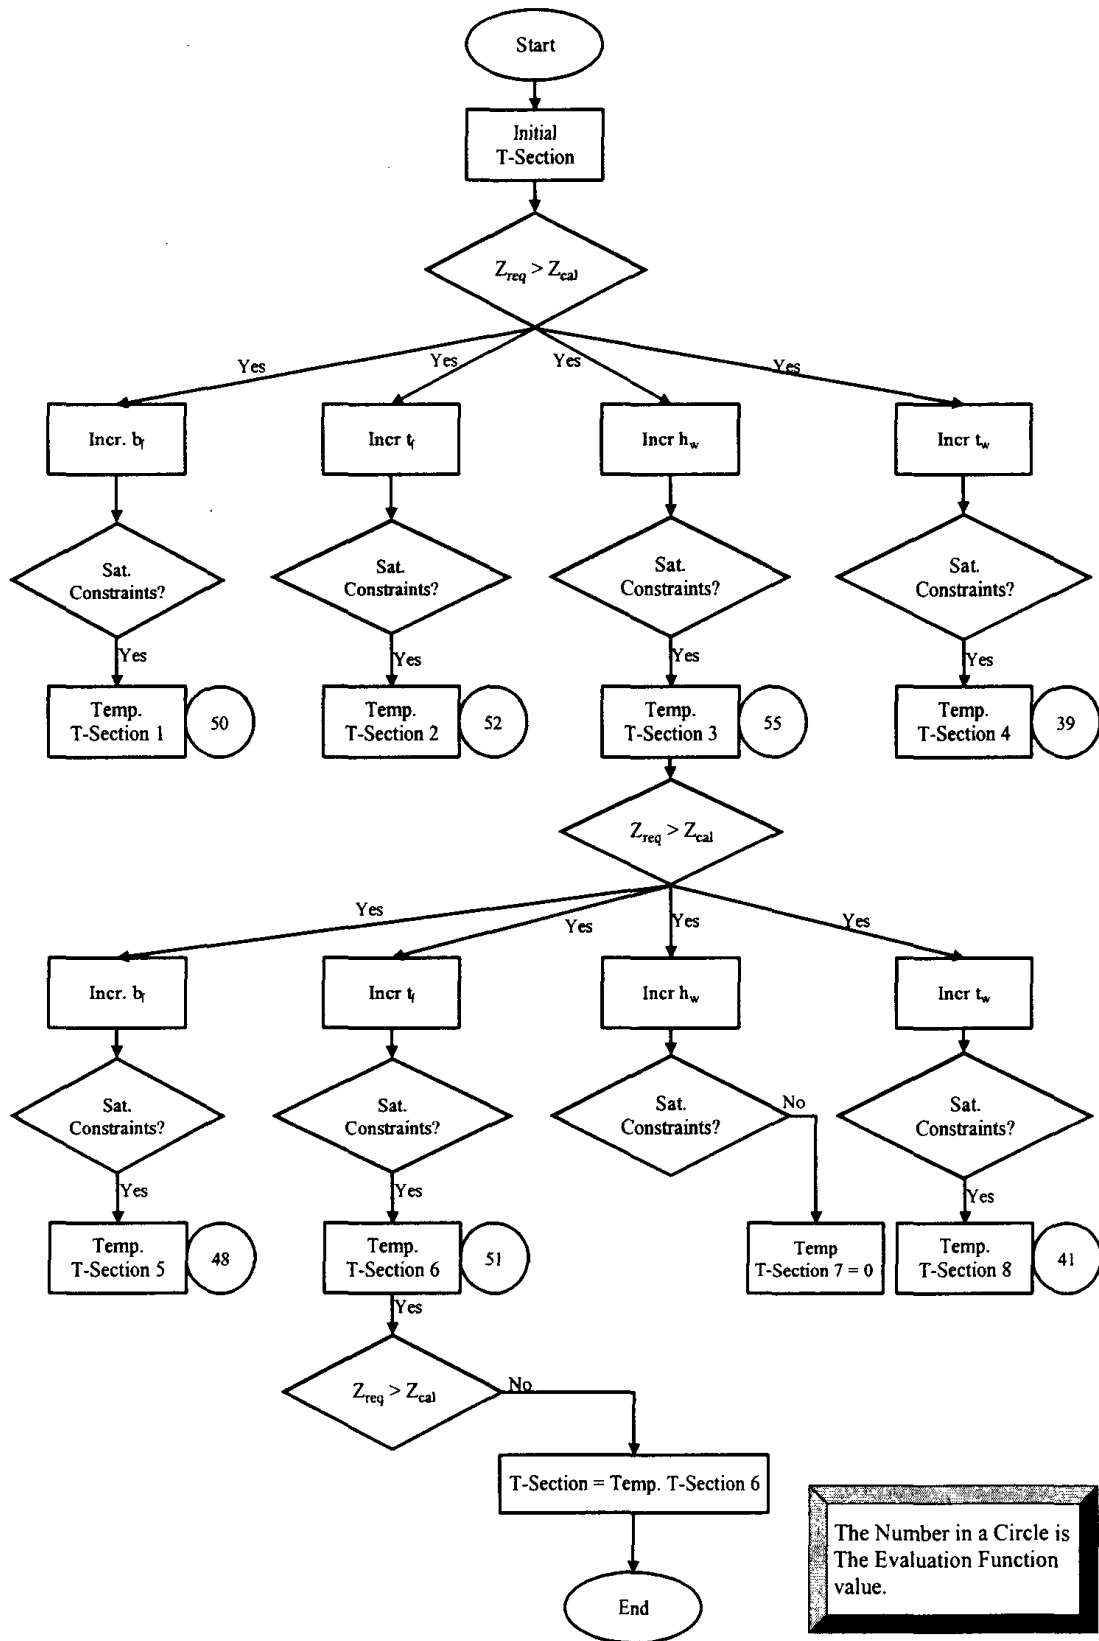 Start
Initial
T-Section
Zreq > Zcal
Yes
Yes
Yes
Yes
Incr. bf
Incr tf
Incr hw
Incr tw
Sat.
Constraints?
Sat.
Constraints?
Sat.
Constraints?
Sat.
Constraints?
Yes
Yes
Yes
Yes
Temp.
T-Section 1
50
Temp.
T-Section 2
52
Temp.
T-Section 3
55
Temp.
T-Section 4
39
Zreq > Zcal
Yes
Yes
Yes
Yes
Incr. bf
Incr tf
Incr hw
Incr tw
Sat.
Constraints?
Sat.
Constraints?
Sat.
Constraints?
No
Sat.
Constraints?
Yes
Yes
Yes
Temp.
T-Section 5
48
Temp.
T-Section 6
51
Temp
T-Section 7 = 0
Temp.
T-Section 8
41
Yes
Zreq > Zcal
No
T-Section = Temp. T-Section 6
End
The Number in a Circle is
The Evaluation Function
value.